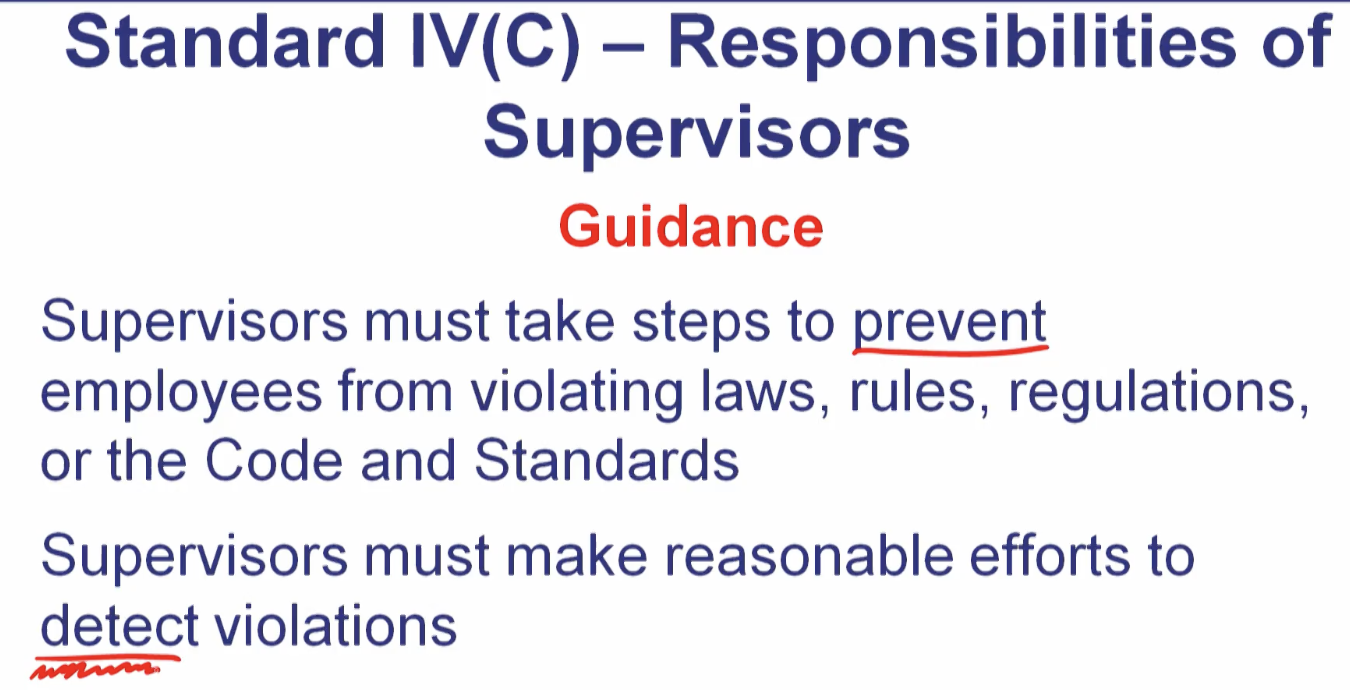 Standard IV(C) – Responsibilities of
Supervisors
Guidance
Supervisors must take steps to prevent
employees from violating laws, rules, regulations,
or the Code and Standards
Supervisors must make reasonable efforts to
detect violations